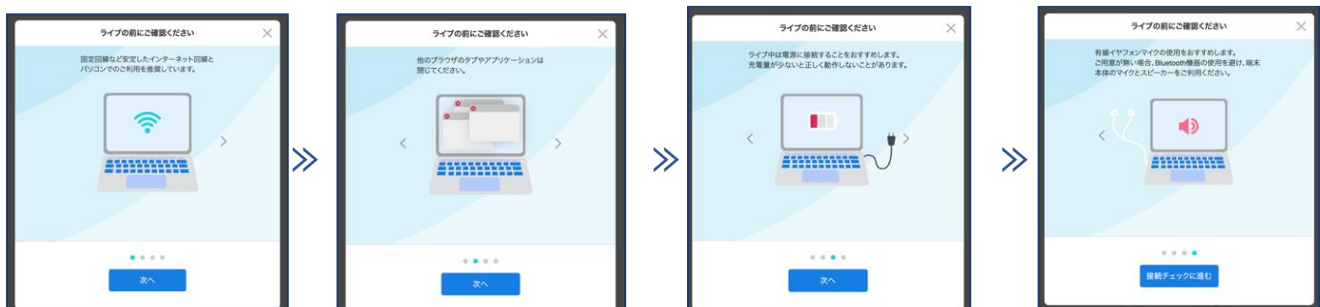 ライブの前にご確認ください
固定回線など安定したインターネット回線と
パソコンでのご利用を推奨しています。
次へ
ライブの前にご確認ください
他のブラウザのタブやアプリケーションは
閉じてください。
次へ
ライブの前にご確認ください
ライブ中は電源に接続することをおすすめします。
充電量が少ないと正しく動作しないことがあります。
次へ
ライブの前にご確認ください
有線イヤフォンマイクの使用をおすすめします。
ご用意が無い場合、Bluetooth機器の使用を避け、端末
本体のマイクとスピーカーをご利用ください。
接続チェックに進む